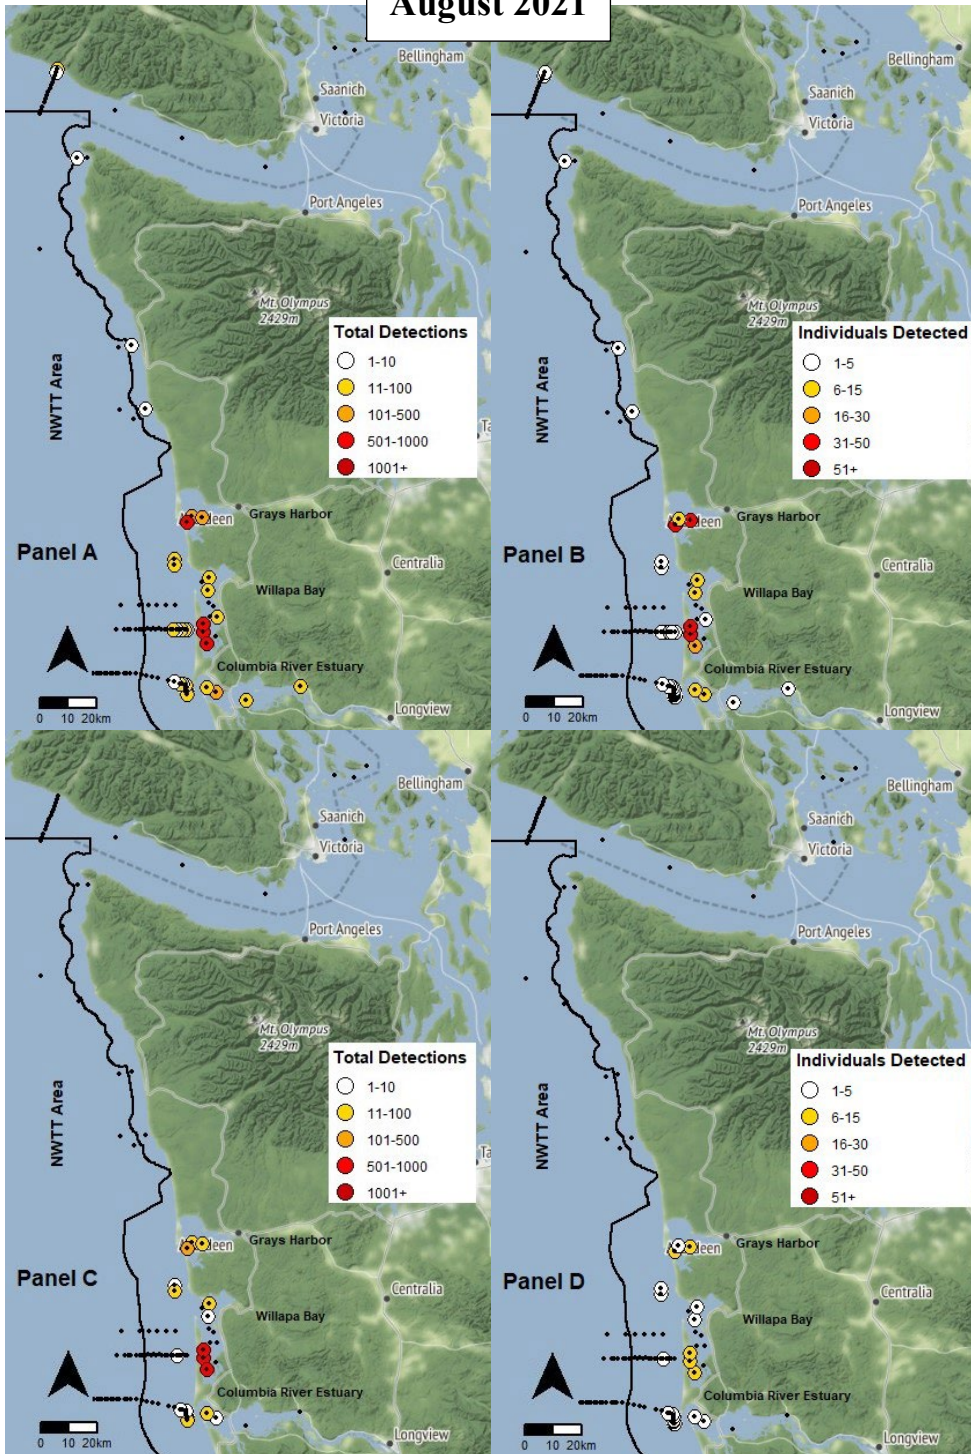 August 2021
Bellingham
Saanich
Victoria
Port Angeles
Mt. Olympus
2429m
NWTT Area
Total Detections
1-10
11-100
101-500
501-1000
1001+
Grays Harbor
Panel A
Centralia
Willapa Bay
Columbia River Estuary
Longview
0 10 20km
Bellingham
Saanich
Victoria
Port Angeles
Mt. Olympus
2429m
NWTT Area
Individuals Detected
1-5
6-15
16-30
31-50
51+
Grays Harbor
Panel B
Centralia
Willapa Bay
Columbia River Estuary
Longview
0 10 20km
Bellingham
Saanich
Victoria
Port Angeles
Mt. Olympus
2429m
NWTT Area
Total Detections
1-10
11-100
101-500
501-1000
1001+
Grays Harbor
Panel C
Centralia
Willapa Bay
Columbia River Estuary
Longview
0 10 20km
Bellingham
Saanich
Victoria
Port Angeles
Mt. Olympus
2429m
NWTT Area
Individuals Detected
1-5
6-15
16-30
31-50
51+
Grays Harbor
Panel D
Centralia
Willapa Bay
Columbia River Estuary
Longview
0 10 20km